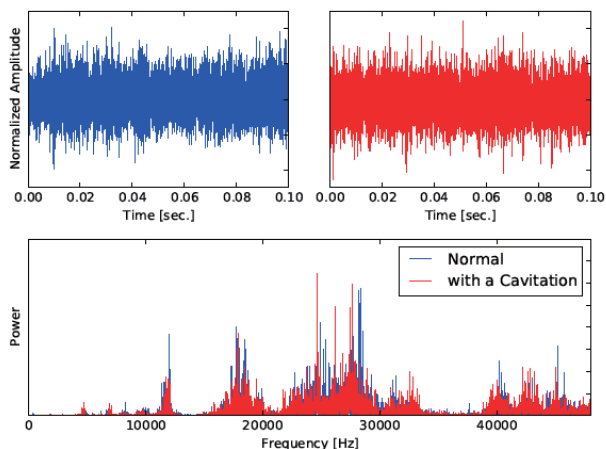 Normalized Amplitude
0.00 0.02 0.04 0.06 0.08 0.10
Time [sec.]
0.00 0.02 0.04 0.06 0.08 0.10
Time [sec.]
Power
Normal
with a Cavitation
0 10000 20000 30000 40000
Frequency [Hz]